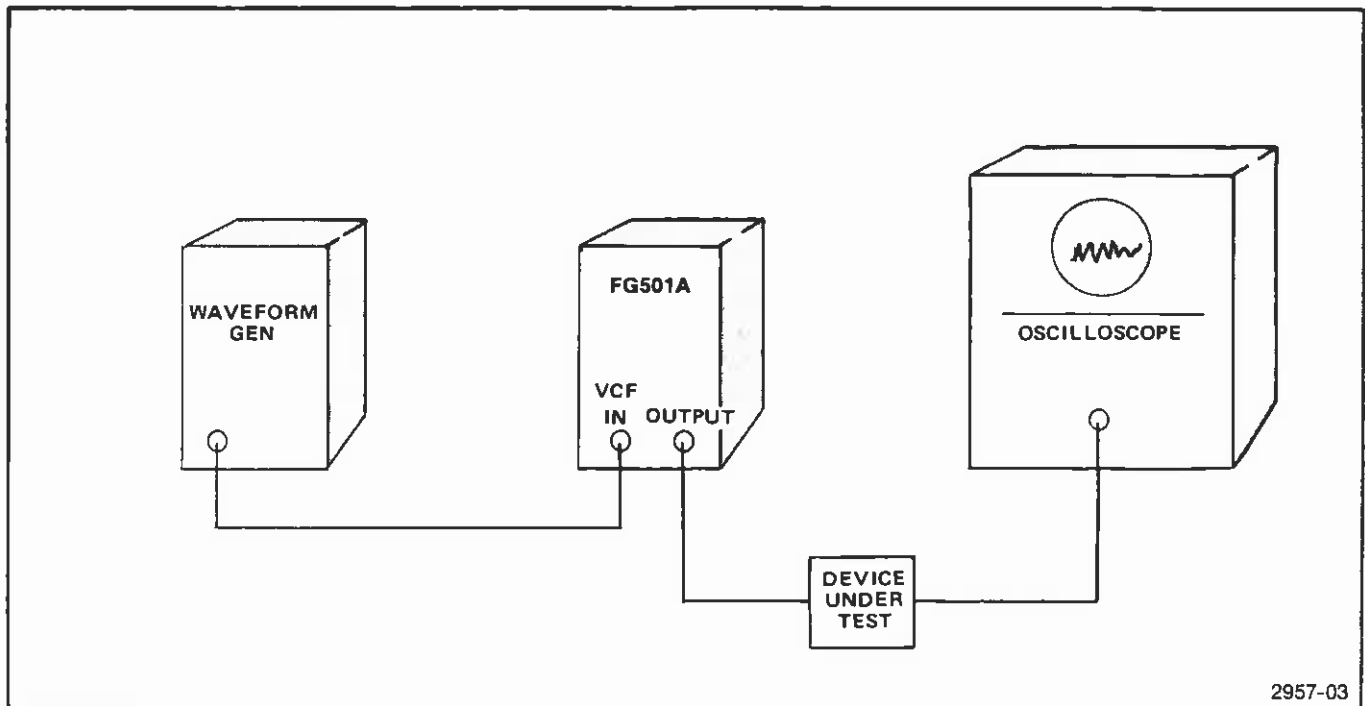 WAVEFORM
GEN
FG501A
VCF
IN OUTPUT
OSCILLOSCOPE
DEVICE
UNDER
TEST
2957-03